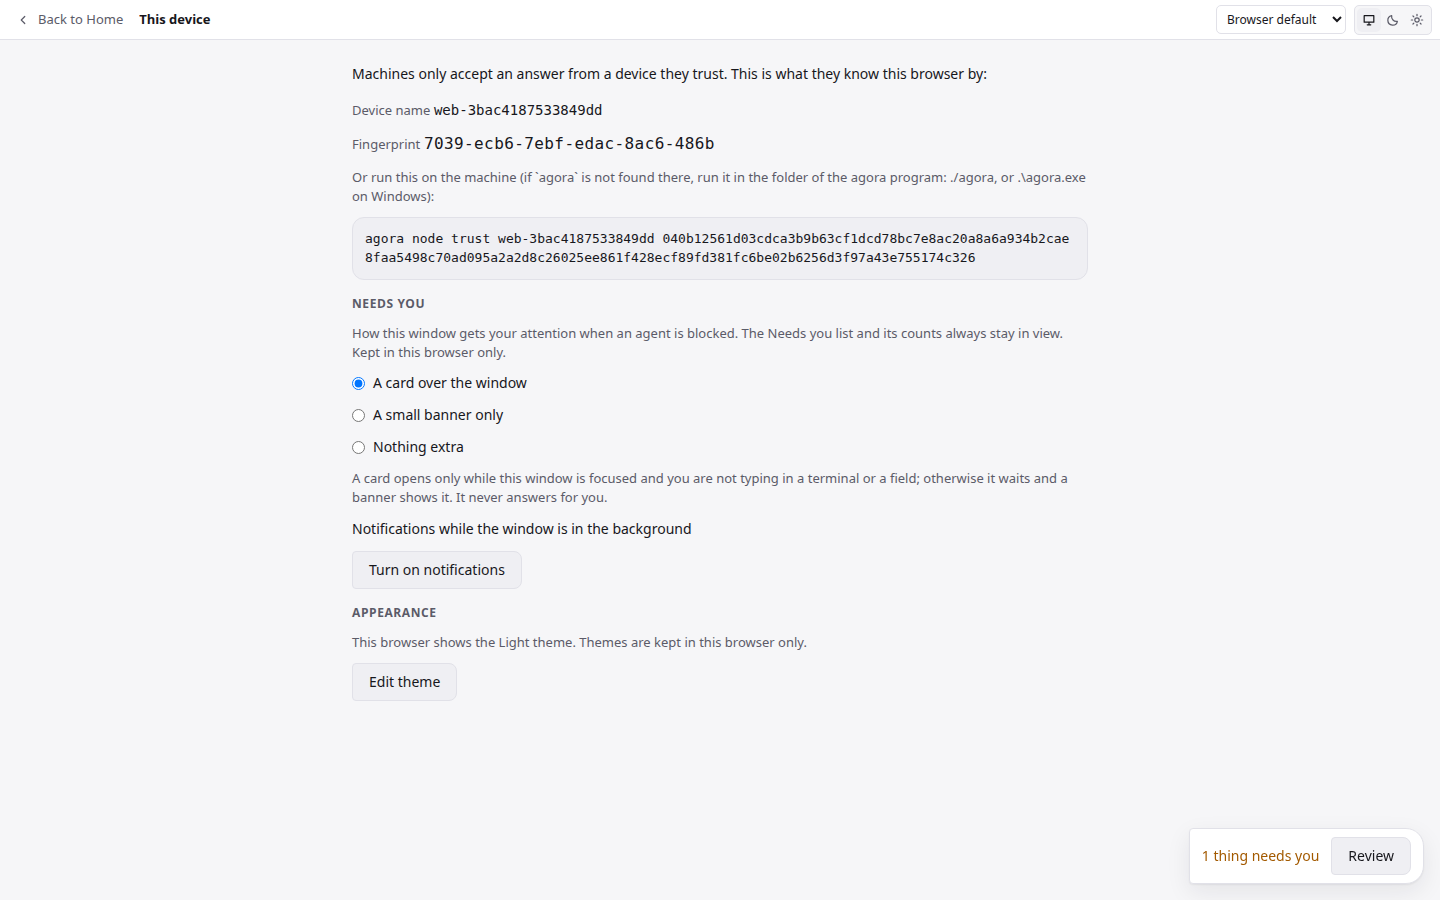 Back to Home This device Browser default
Machines only accept an answer from a device they trust. This is what they know this browser by:
Device name web-3bac4187533849dd
Fingerprint 7039-ecb6-7ebf-edac-8ac6-486b
Or run this on the machine (if `agora` is not found there, run it in the folder of the agora program: ./agora, or .\agora.exe
on Windows):
agora node trust web-3bac4187533849dd 040b12561d03cdca3b9b63cf1dcd78bc7e8ac20a8a6a934b2cae
8faa5498c70ad095a2a2d8c26025ee861f428ecf89fd381fc6be02b6256d3f97a43e755174c326
NEEDS YOU
How this window gets your attention when an agent is blocked. The Needs you list and its counts always stay in view.
Kept in this browser only.
A card over the window
A small banner only
Nothing extra
A card opens only while this window is focused and you are not typing in a terminal or a field; otherwise it waits and a
banner shows it. It never answers for you.
Notifications while the window is in the background
Turn on notifications
APPEARANCE
This browser shows the Light theme. Themes are kept in this browser only.
Edit theme
1 thing needs you Review